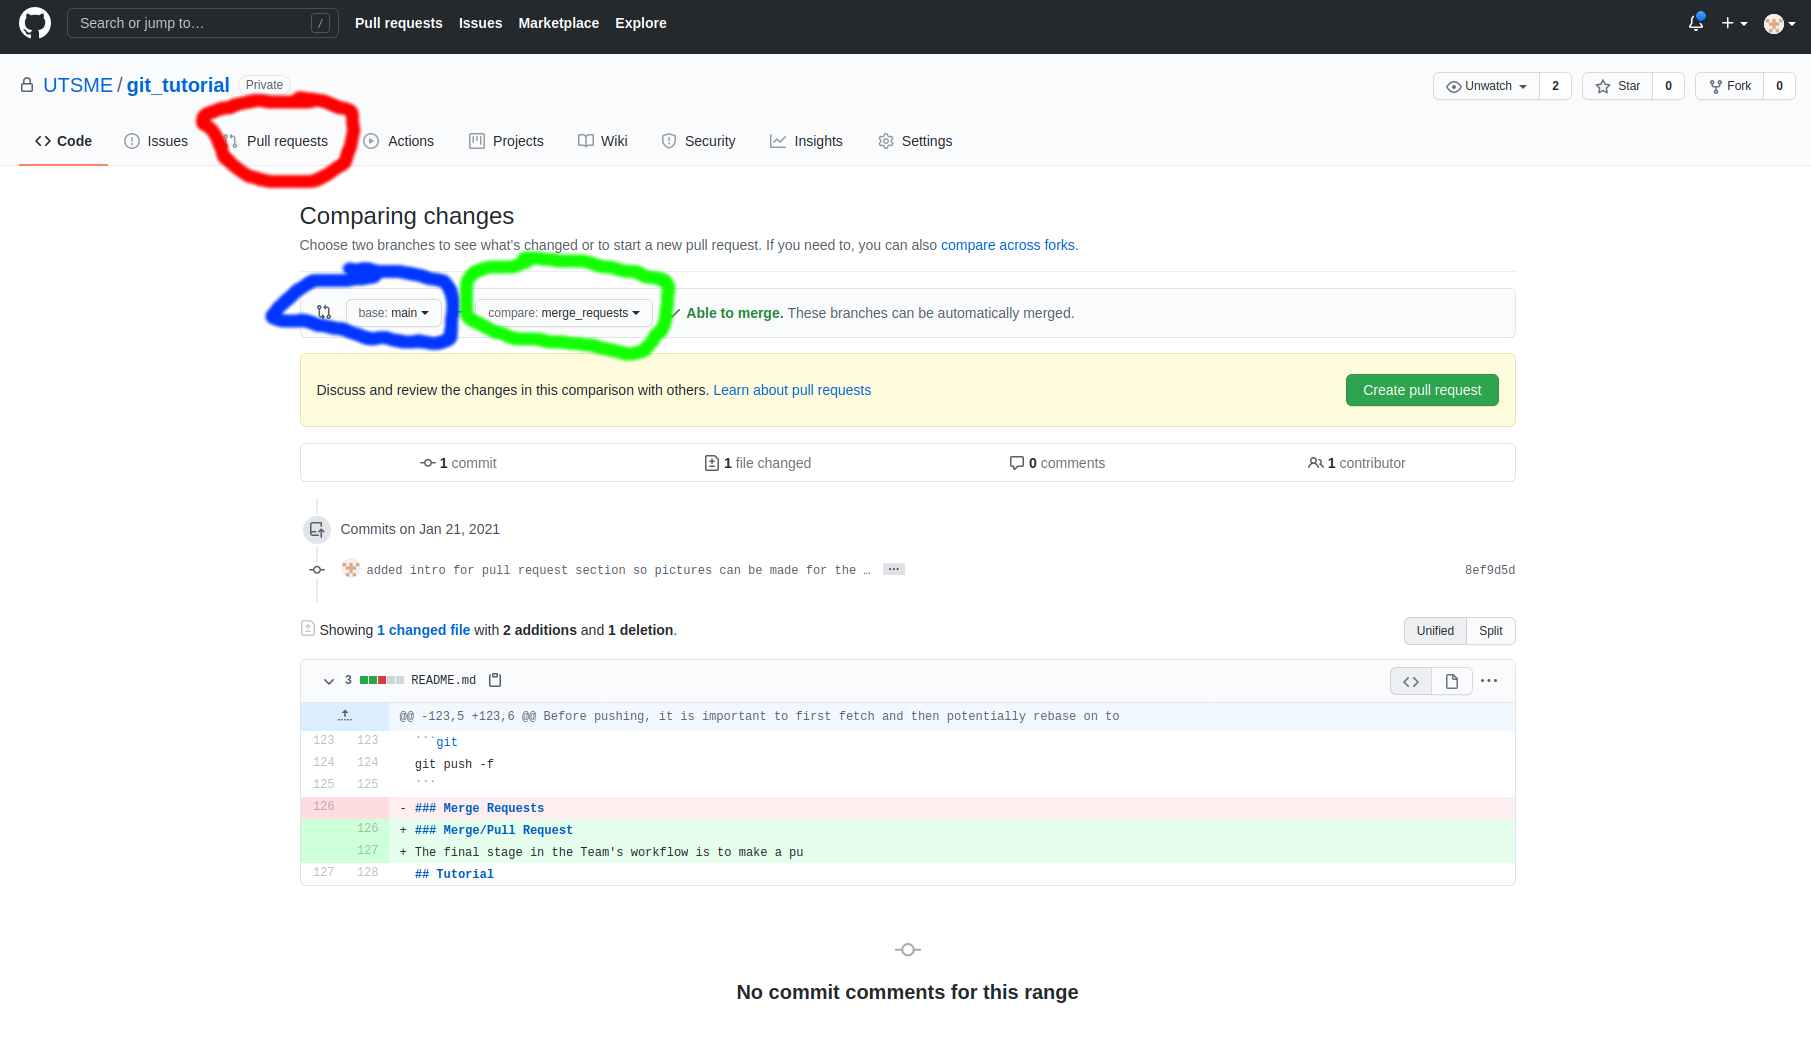 Search or jump to… /
Pull requests Issues Marketplace Explore
UTSME / git_tutorial Private
Unwatch 2 Star 0 Fork 0
Code Issues Pull requests Actions Projects Wiki Security Insights Settings
Comparing changes
Choose two branches to see what's changed or to start a new pull request. If you need to, you can also compare across forks.
base: main compare: merge_requests Able to merge. These branches can be automatically merged.
Discuss and review the changes in this comparison with others. Learn about pull requests
Create pull request
1 commit 1 file changed 0 comments 1 contributor
Commits on Jan 21, 2021
added intro for pull request section so pictures can be made for the … 8ef9d5d
Showing 1 changed file with 2 additions and 1 deletion.
Unified Split
3 README.md
@@ -123,5 +123,6 @@ Before pushing, it is important to first fetch and then potentially rebase on to
123 123 ```git
124 124 git push -f
125 125 ```
126 - ### Merge Requests
126 + ### Merge/Pull Request
127 + The final stage in the Team's workflow is to make a pu
127 128 ## Tutorial
No commit comments for this range